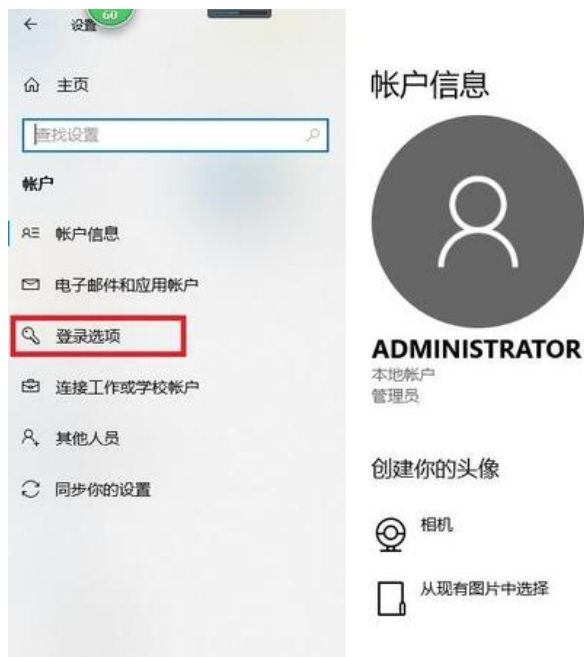 设置
60
主页
查找设置
帐户
帐户信息
电子邮件和应用帐户
登录选项
连接工作或学校帐户
其他人员
同步你的设置
帐户信息
ADMINISTRATOR
本地帐户
管理员
创建你的头像
相机
从现有图片中选择